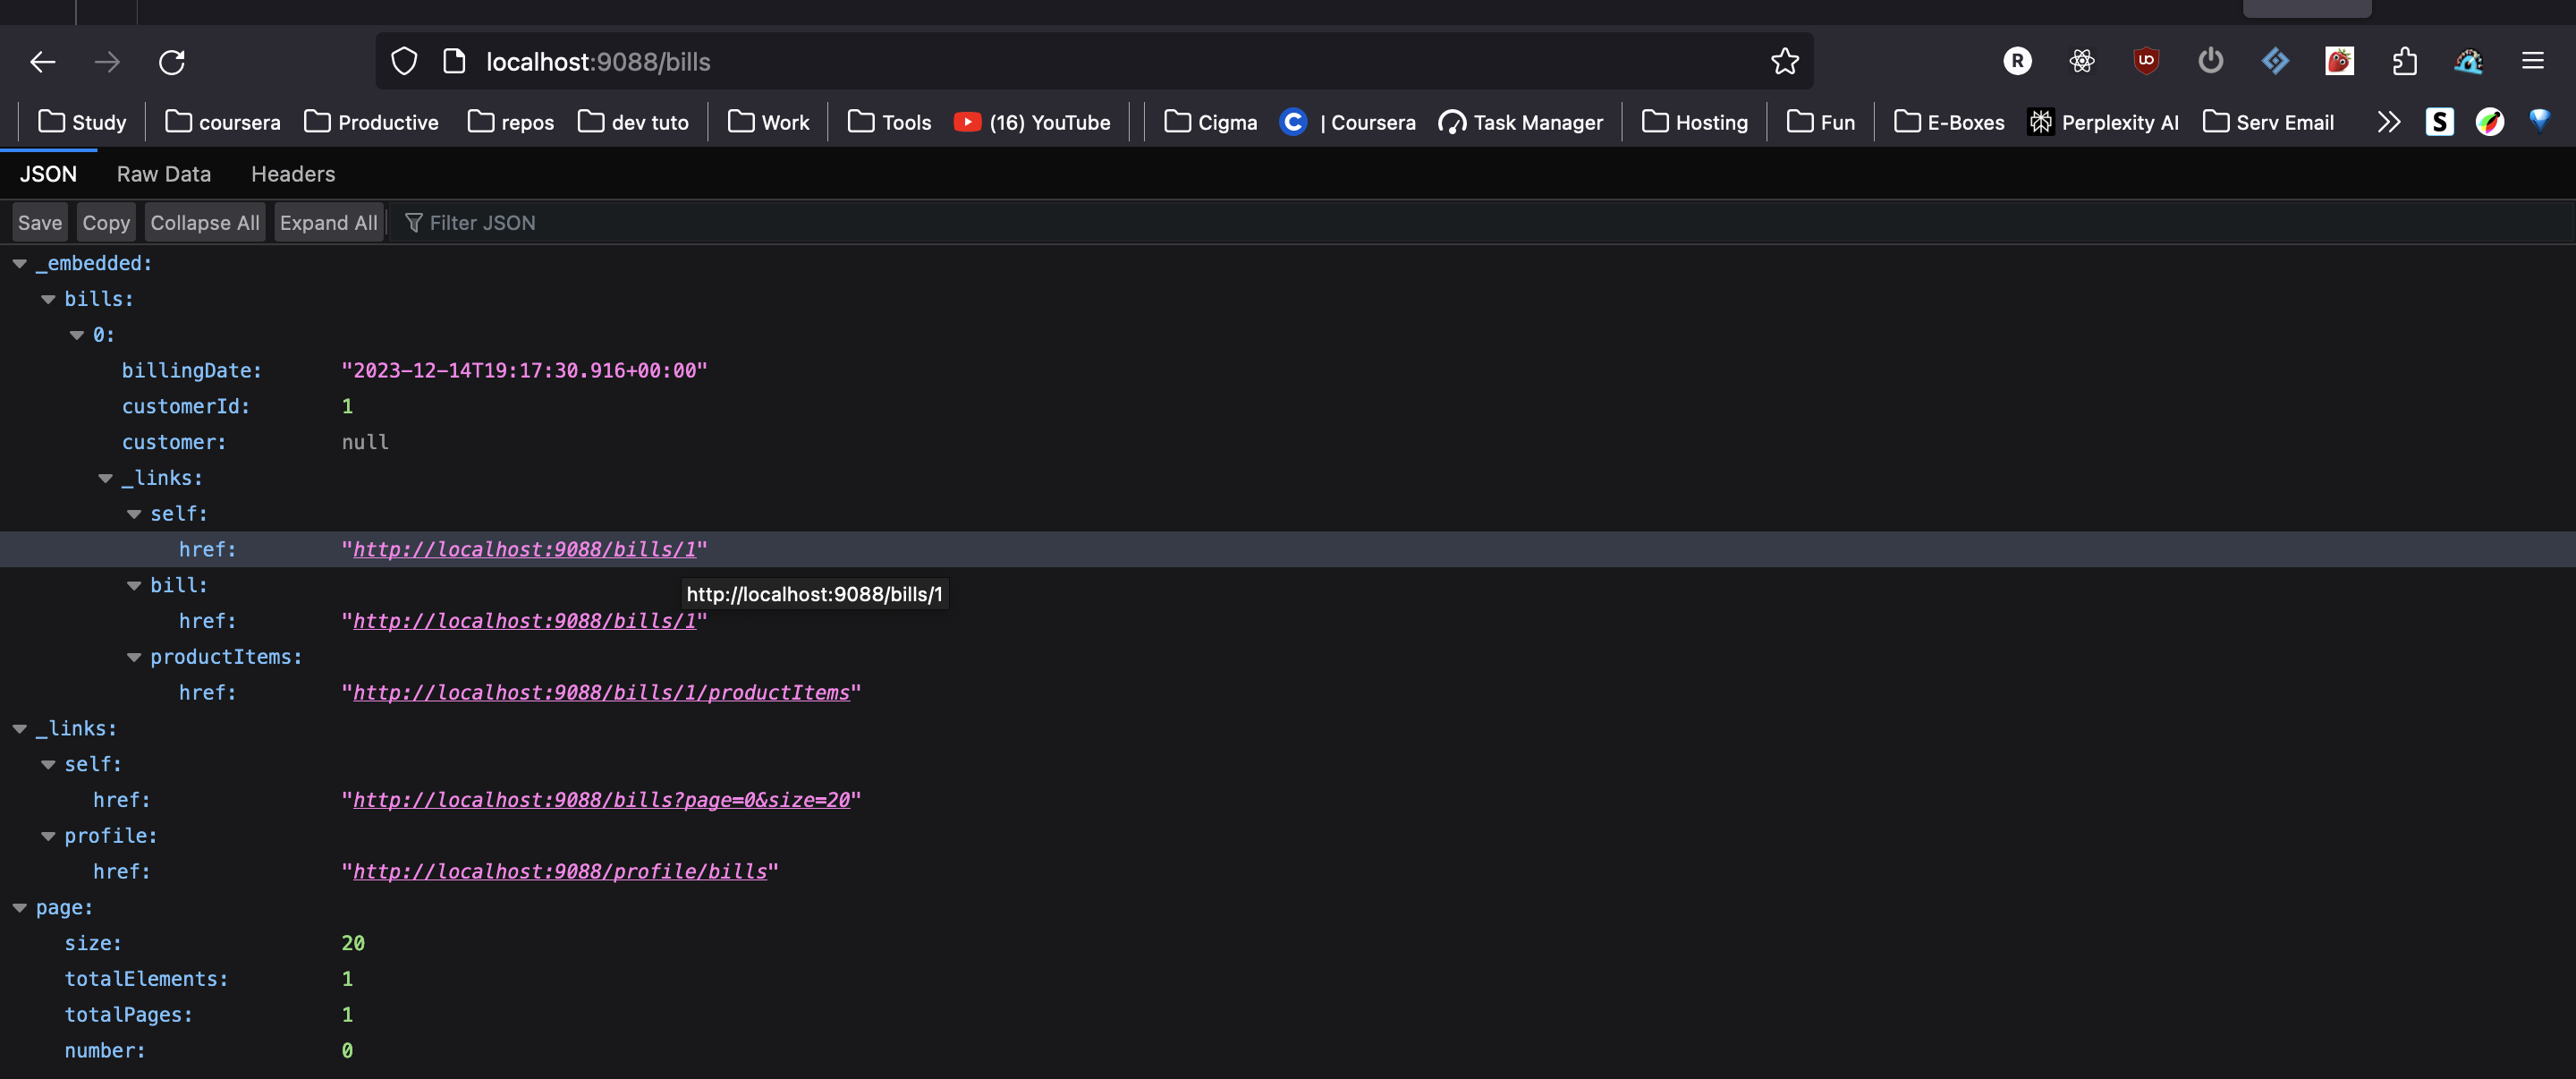 localhost:9088/bills
Study coursera Productive repos dev tuto Work Tools (16) YouTube Cigma | Coursera Task Manager Hosting Fun E-Boxes Perplexity AI Serv Email
JSON Raw Data Headers
Save Copy Collapse All Expand All Filter JSON
_embedded:
bills:
0:
billingDate: "2023-12-14T19:17:30.916+00:00"
customerId: 1
customer: null
_links:
self:
href: "http://localhost:9088/bills/1"
bill:
http://localhost:9088/bills/1
href: "http://localhost:9088/bills/1"
productItems:
href: "http://localhost:9088/bills/1/productItems"
_links:
self:
href: "http://localhost:9088/bills?page=0&size=20"
profile:
href: "http://localhost:9088/profile/bills"
page:
size: 20
totalElements: 1
totalPages: 1
number: 0